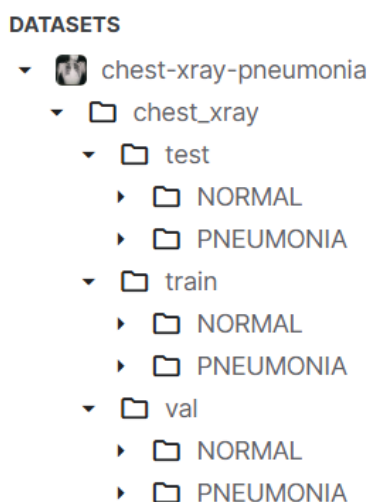 DATASETS
chest-xray-pneumonia
chest_xray
test
NORMAL
PNEUMONIA
train
NORMAL
PNEUMONIA
val
NORMAL
PNEUMONIA